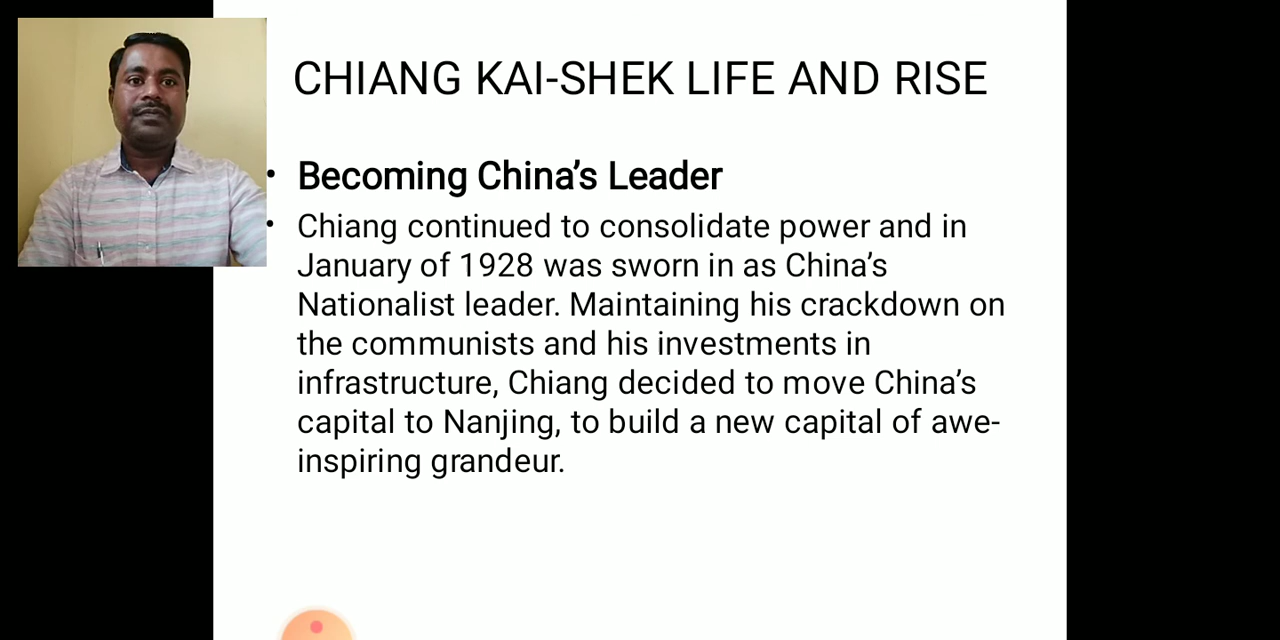 CHIANG KAI-SHEK LIFE AND RISE
• Becoming China’s Leader
• Chiang continued to consolidate power and in
January of 1928 was sworn in as China’s
Nationalist leader. Maintaining his crackdown on
the communists and his investments in
infrastructure, Chiang decided to move China’s
capital to Nanjing, to build a new capital of awe-
inspiring grandeur.